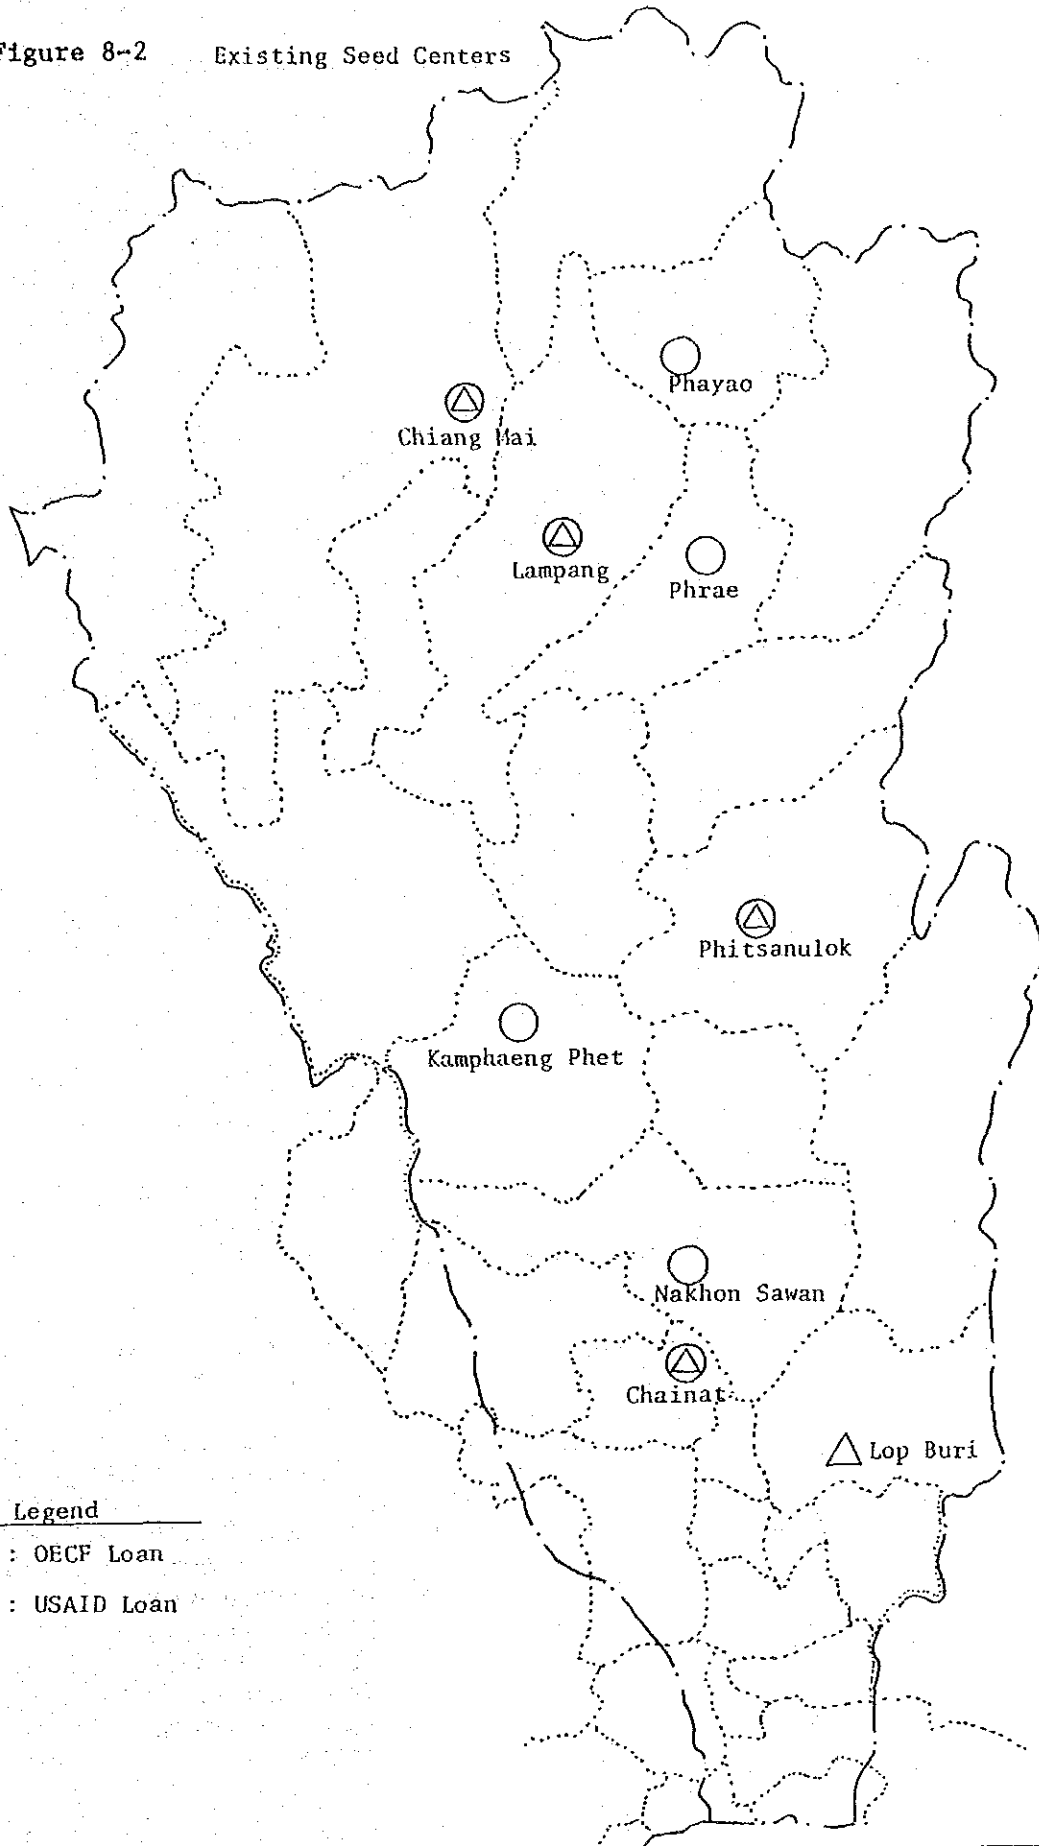 Figure 8-2 Existing Seed Centers
Phayao
Chiang Mai
Lampang
Phrae
Phitsanulok
Kamphaeng Phet
Nakhon Sawan
Chainat
Lop Buri
Legend
: OECF Loan
: USAID Loan